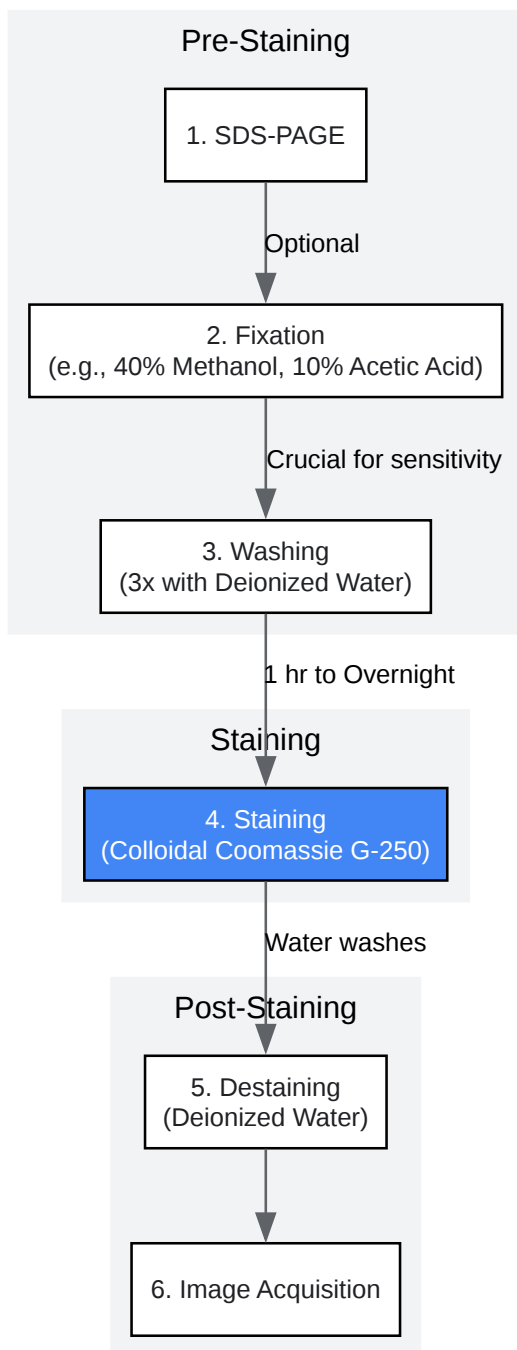 Pre-Staining
1. SDS-PAGE
Optional
2. Fixation
(e.g., 40% Methanol, 10% Acetic Acid)
Crucial for sensitivity
3. Washing
(3x with Deionized Water)
1 hr to Overnight
Staining
4. Staining
(Colloidal Coomassie G-250)
Water washes
Post-Staining
5. Destaining
(Deionized Water)
6. Image Acquisition